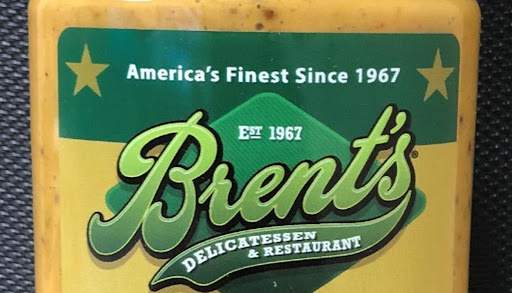 America's Finest Since 1967
EST 1967
Brent's®
DELICATESSEN
& RESTAURANT